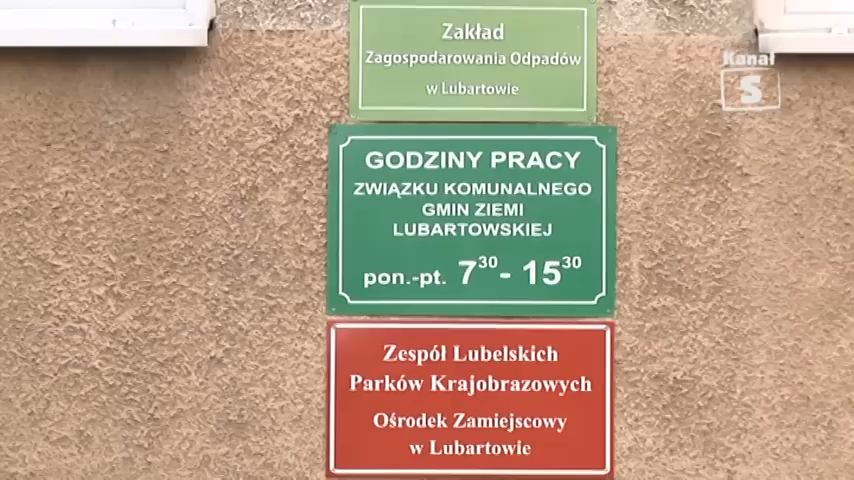 Zakład
Zagospodarowania Odpadów
w Lubartowie
Kanał
S
GODZINY PRACY
ZWIĄZKU KOMUNALNEGO
GMIN ZIEMI
LUBARTOWSKIEJ
pon.-pt. 7³⁰- 15³⁰
Zespół Lubelskich
Parków Krajobrazowych
Ośrodek Zamiejscowy
w Lubartowie